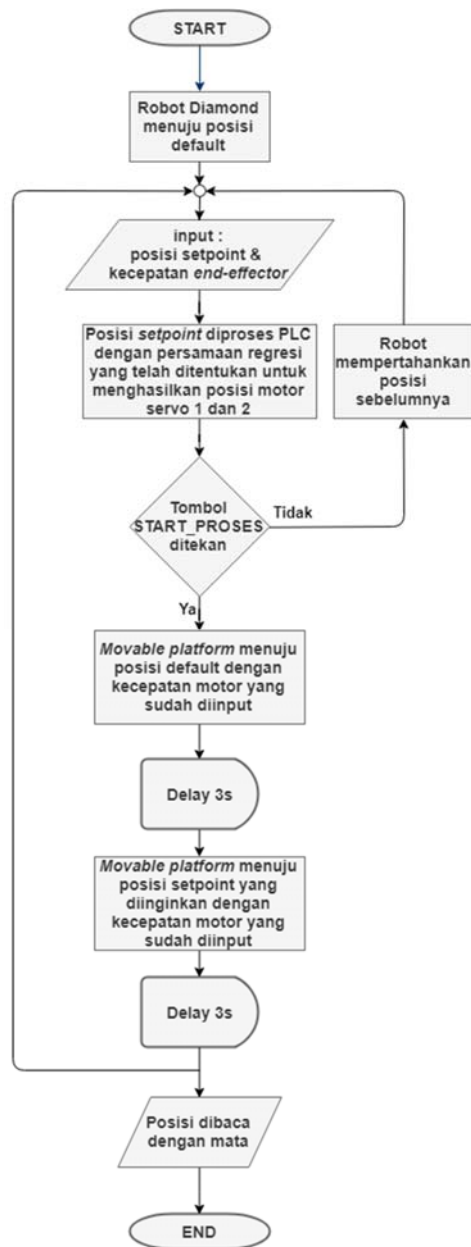 START
Robot Diamond
menuju posisi
default
input :
posisi setpoint &
kecepatan end-effector
Posisi setpoint diproses PLC
dengan persamaan regresi
yang telah ditentukan untuk
menghasilkan posisi motor
servo 1 dan 2
Robot
mempertahankan
posisi
sebelumnya
Tombol
START_PROSES
ditekan
Tidak
Ya
Movable platform menuju
posisi default dengan
kecepatan motor yang
sudah diinput
Delay 3s
Movable platform menuju
posisi setpoint yang
diinginkan dengan
kecepatan motor yang
sudah diinput
Delay 3s
Posisi dibaca
dengan mata
END